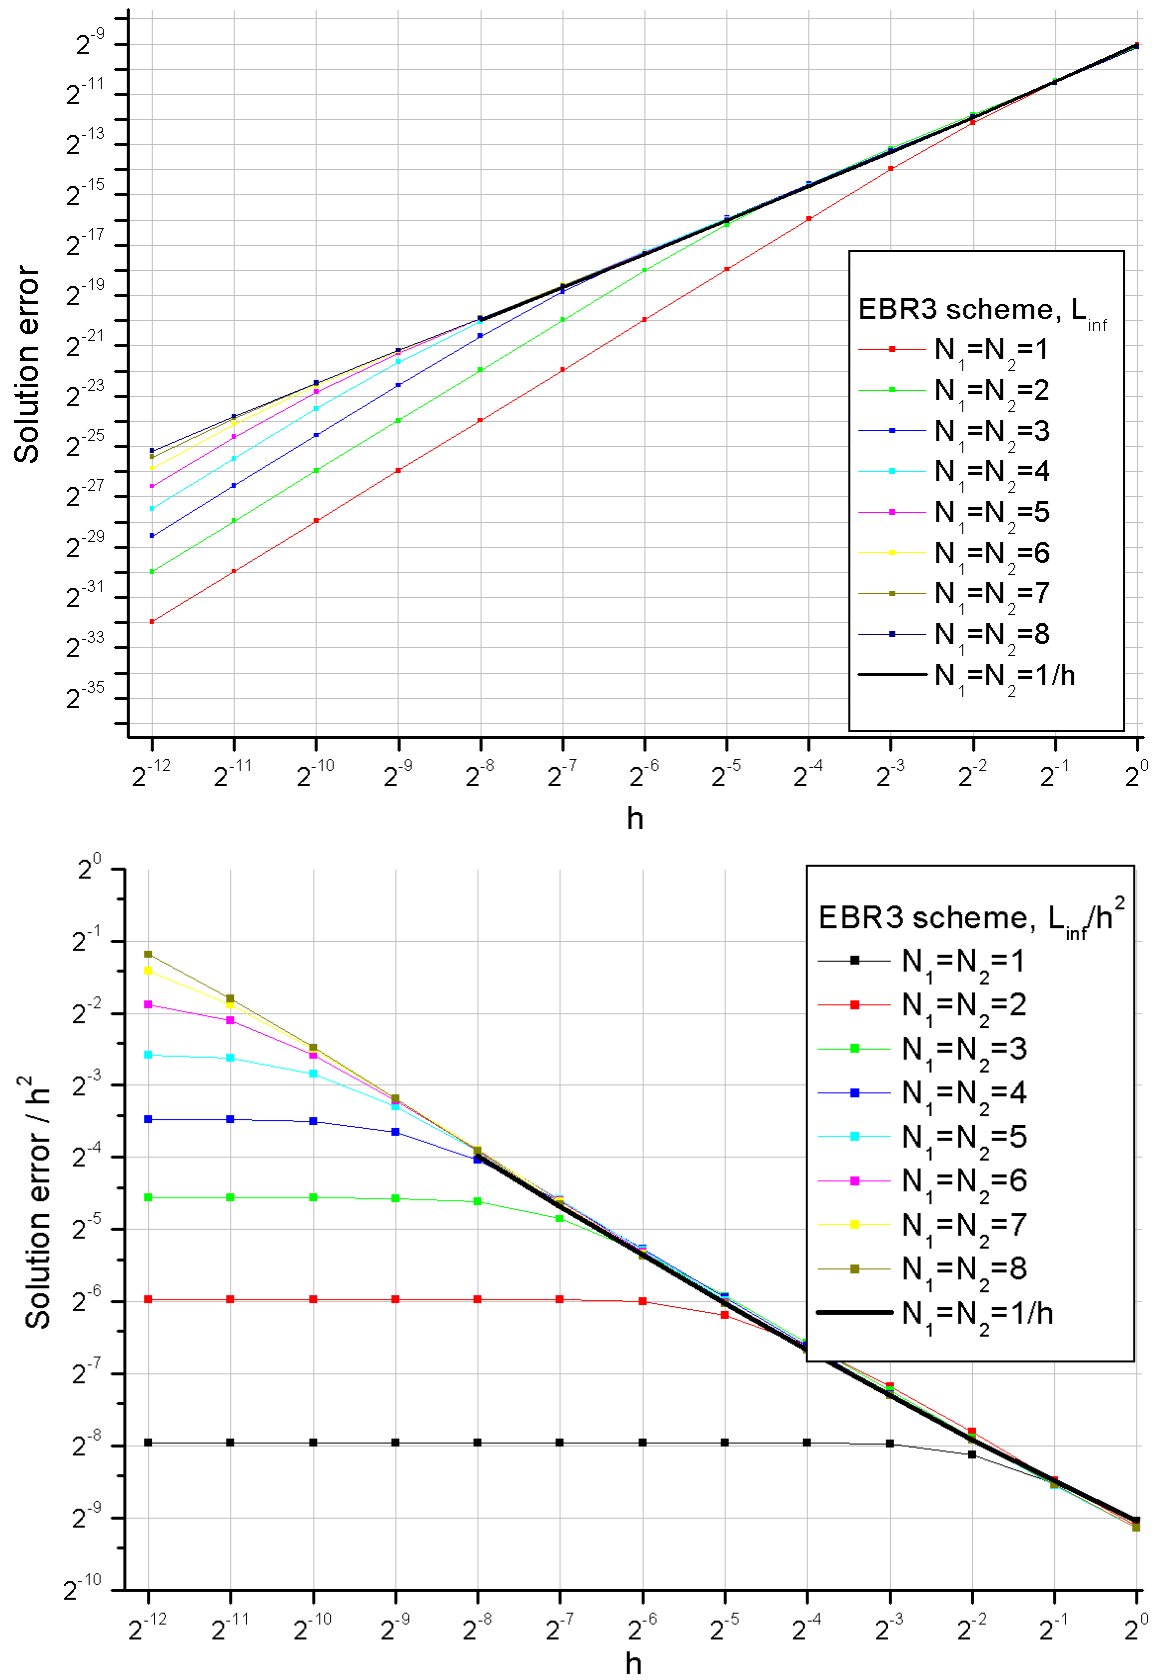 2^-9
2^-11
2^-13
2^-15
2^-17
2^-19
2^-21
2^-23
2^-25
2^-27
2^-29
2^-31
2^-33
2^-35
Solution error
EBR3 scheme, L_inf
N_1=N_2=1
N_1=N_2=2
N_1=N_2=3
N_1=N_2=4
N_1=N_2=5
N_1=N_2=6
N_1=N_2=7
N_1=N_2=8
N_1=N_2=1/h
2^-12 2^-11 2^-10 2^-9 2^-8 2^-7 2^-6 2^-5 2^-4 2^-3 2^-2 2^-1 2^0
h
2^0
2^-1
2^-2
2^-3
2^-4
2^-5
2^-6
2^-7
2^-8
2^-9
2^-10
Solution error / h^2
EBR3 scheme, L_inf/h^2
N_1=N_2=1
N_1=N_2=2
N_1=N_2=3
N_1=N_2=4
N_1=N_2=5
N_1=N_2=6
N_1=N_2=7
N_1=N_2=8
N_1=N_2=1/h
2^-12 2^-11 2^-10 2^-9 2^-8 2^-7 2^-6 2^-5 2^-4 2^-3 2^-2 2^-1 2^0
h